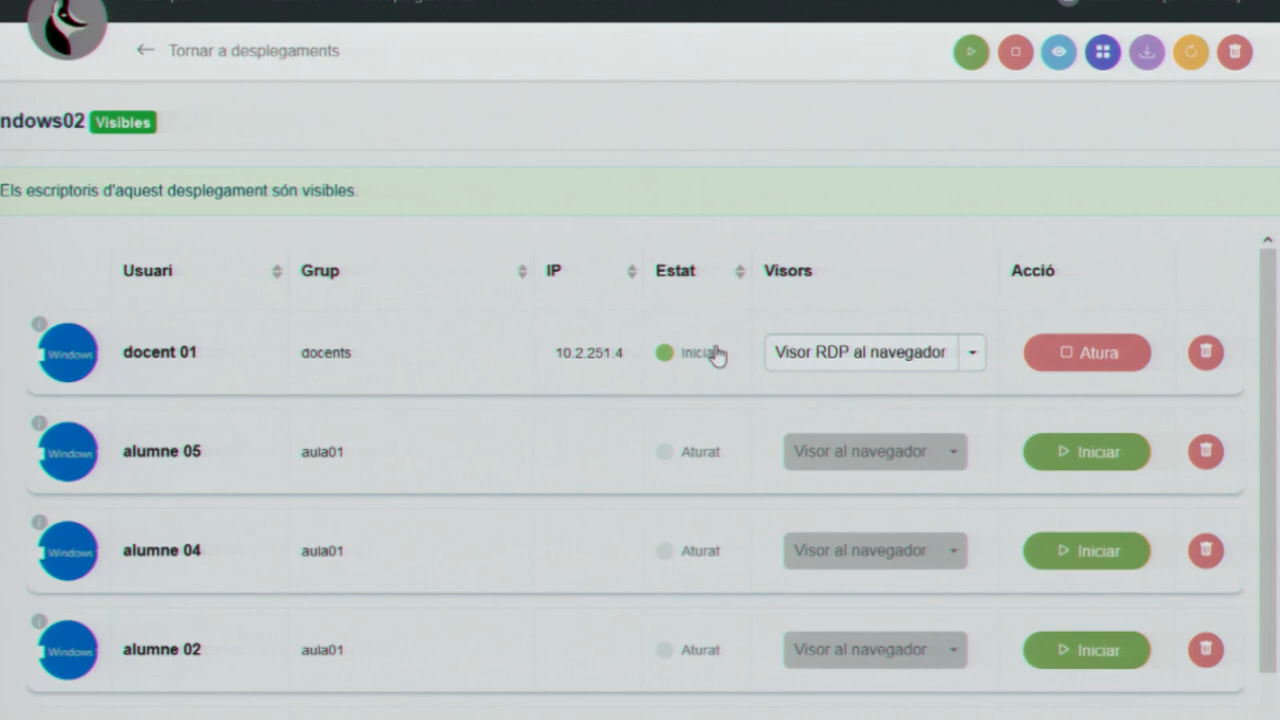 Tornar a desplegaments
ndows02 Visibles
Els escriptoris d'aquest desplegament són visibles.
Usuari Grup IP Estat Visors Acció
Windows docent 01 docents 10.2.251.4 Inicia Visor RDP al navegador Atura
Windows alumne 05 aula01 Aturat Visor al navegador Iniciar
Windows alumne 04 aula01 Aturat Visor al navegador Iniciar
Windows alumne 02 aula01 Aturat Visor al navegador Iniciar